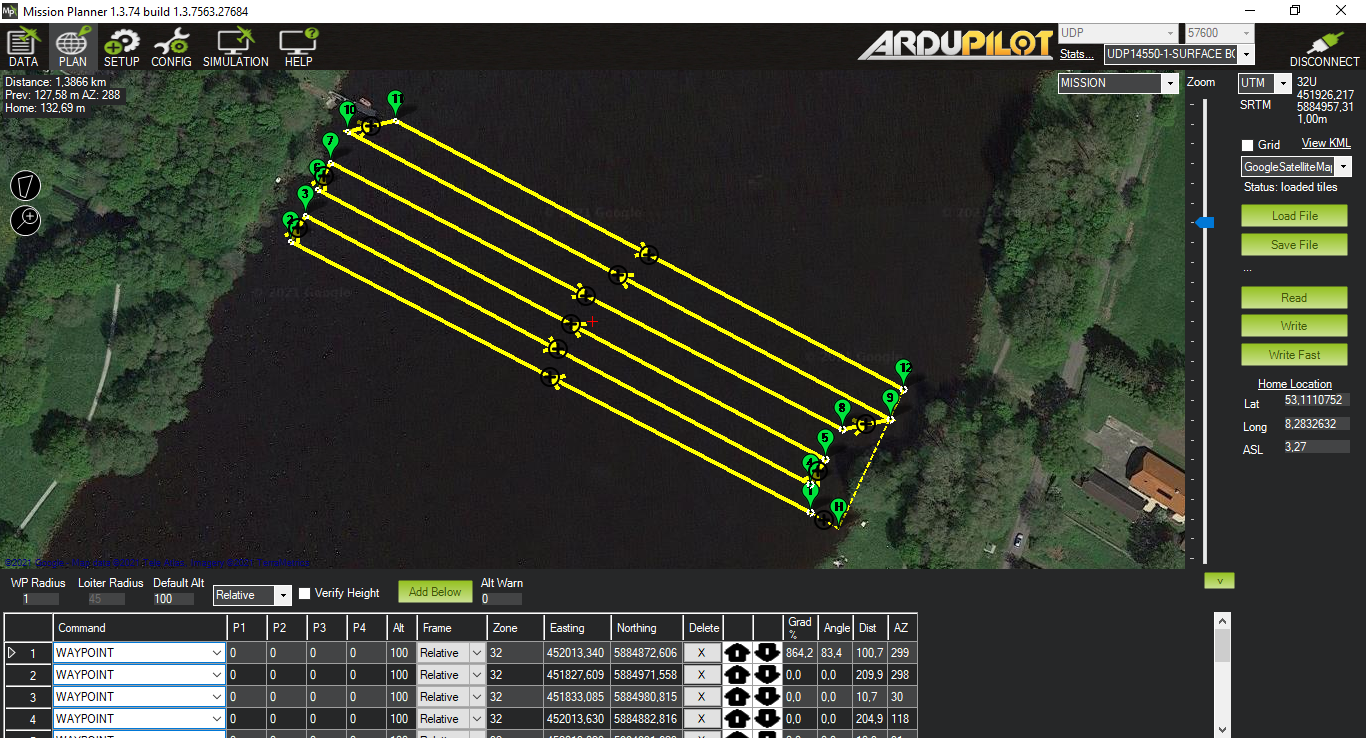 Mission Planner 1.3.74 build 1.3.7563.27684
DATA PLAN SETUP CONFIG SIMULATION HELP
ARDUPILOT
UDP 57600
Stats... UDP14550-1-SURFACE BO
DISCONNECT
Distance: 1,3866 km
Prev: 127,58 m AZ: 288
Home: 132,69 m
MISSION
Zoom
UTM
32U
451926,217
5884957,31
SRTM
1,00m
Grid View KML
GoogleSatelliteMap
Status: loaded tiles
Load File
Save File
...
Read
Write
Write Fast
Home Location
Lat 53,1110752
Long 8,2832632
ASL 3,27
10
11
7
6
3
2
12
9
8
5
4
1
H
© 2021 Google
WP Radius Loiter Radius Default Alt
1 45 100
Relative
Verify Height
Add Below
Alt Warn
0
v
Command P1 P2 P3 P4 Alt Frame Zone Easting Northing Delete Grad % Angle Dist AZ
1 WAYPOINT 0 0 0 0 100 Relative 32 452013,340 5884872,606 X 864,2 83,4 100,7 299
2 WAYPOINT 0 0 0 0 100 Relative 32 451827,609 5884971,558 X 0,0 0,0 209,9 298
3 WAYPOINT 0 0 0 0 100 Relative 32 451833,085 5884980,815 X 0,0 0,0 10,7 30
4 WAYPOINT 0 0 0 0 100 Relative 32 452013,630 5884882,816 X 0,0 0,0 204,9 118